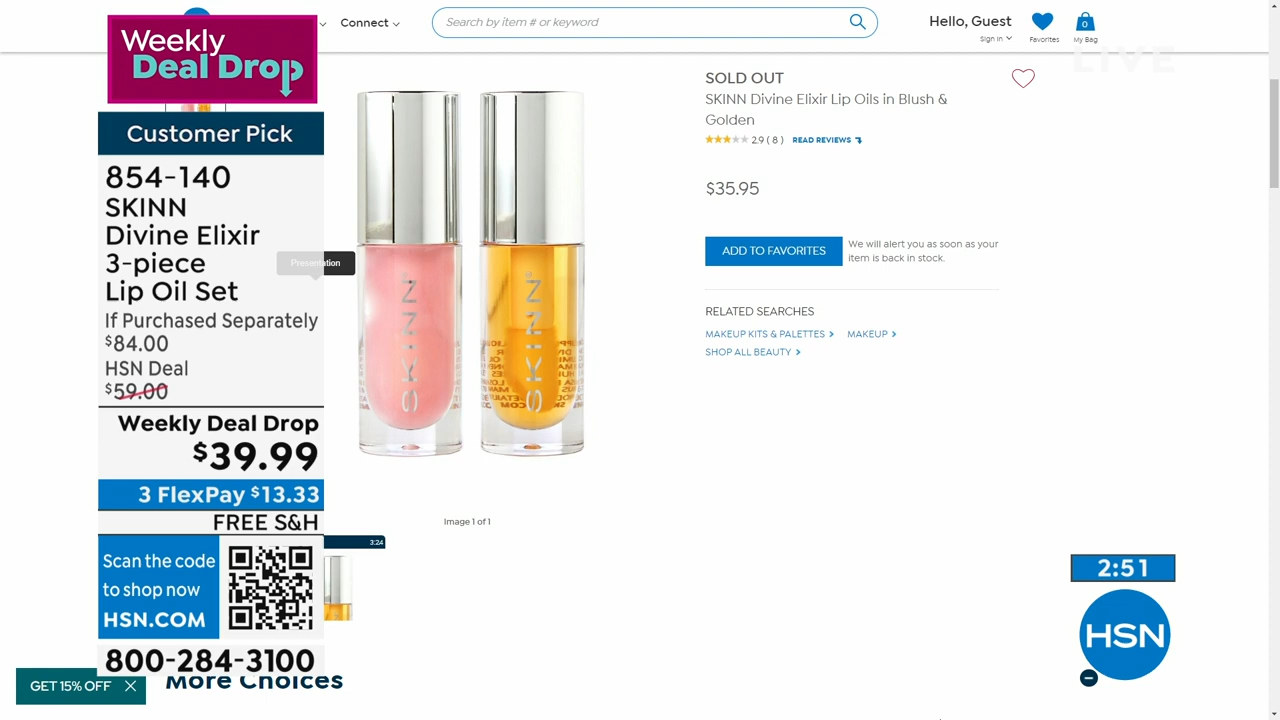 Connect
Search by item # or keyword
Hello, Guest
Sign In
Favorites
0
My Bag
LIVE
Weekly
Deal Drop
Customer Pick
854-140
SKINN
Divine Elixir
3-piece
Lip Oil Set
If Purchased Separately
$84.00
HSN Deal
$59.00
Weekly Deal Drop
$39.99
3 FlexPay $13.33
FREE S&H
Scan the code
to shop now
HSN.COM
800-284-3100
GET 15% OFF
More Choices
Presentation
SKINN
SKINN
Image 1 of 1
3:24
SOLD OUT
SKINN Divine Elixir Lip Oils in Blush &
Golden
2.9 ( 8 ) READ REVIEWS
$35.95
ADD TO FAVORITES
We will alert you as soon as your
item is back in stock.
RELATED SEARCHES
MAKEUP KITS & PALETTES
MAKEUP
SHOP ALL BEAUTY
2:51
HSN